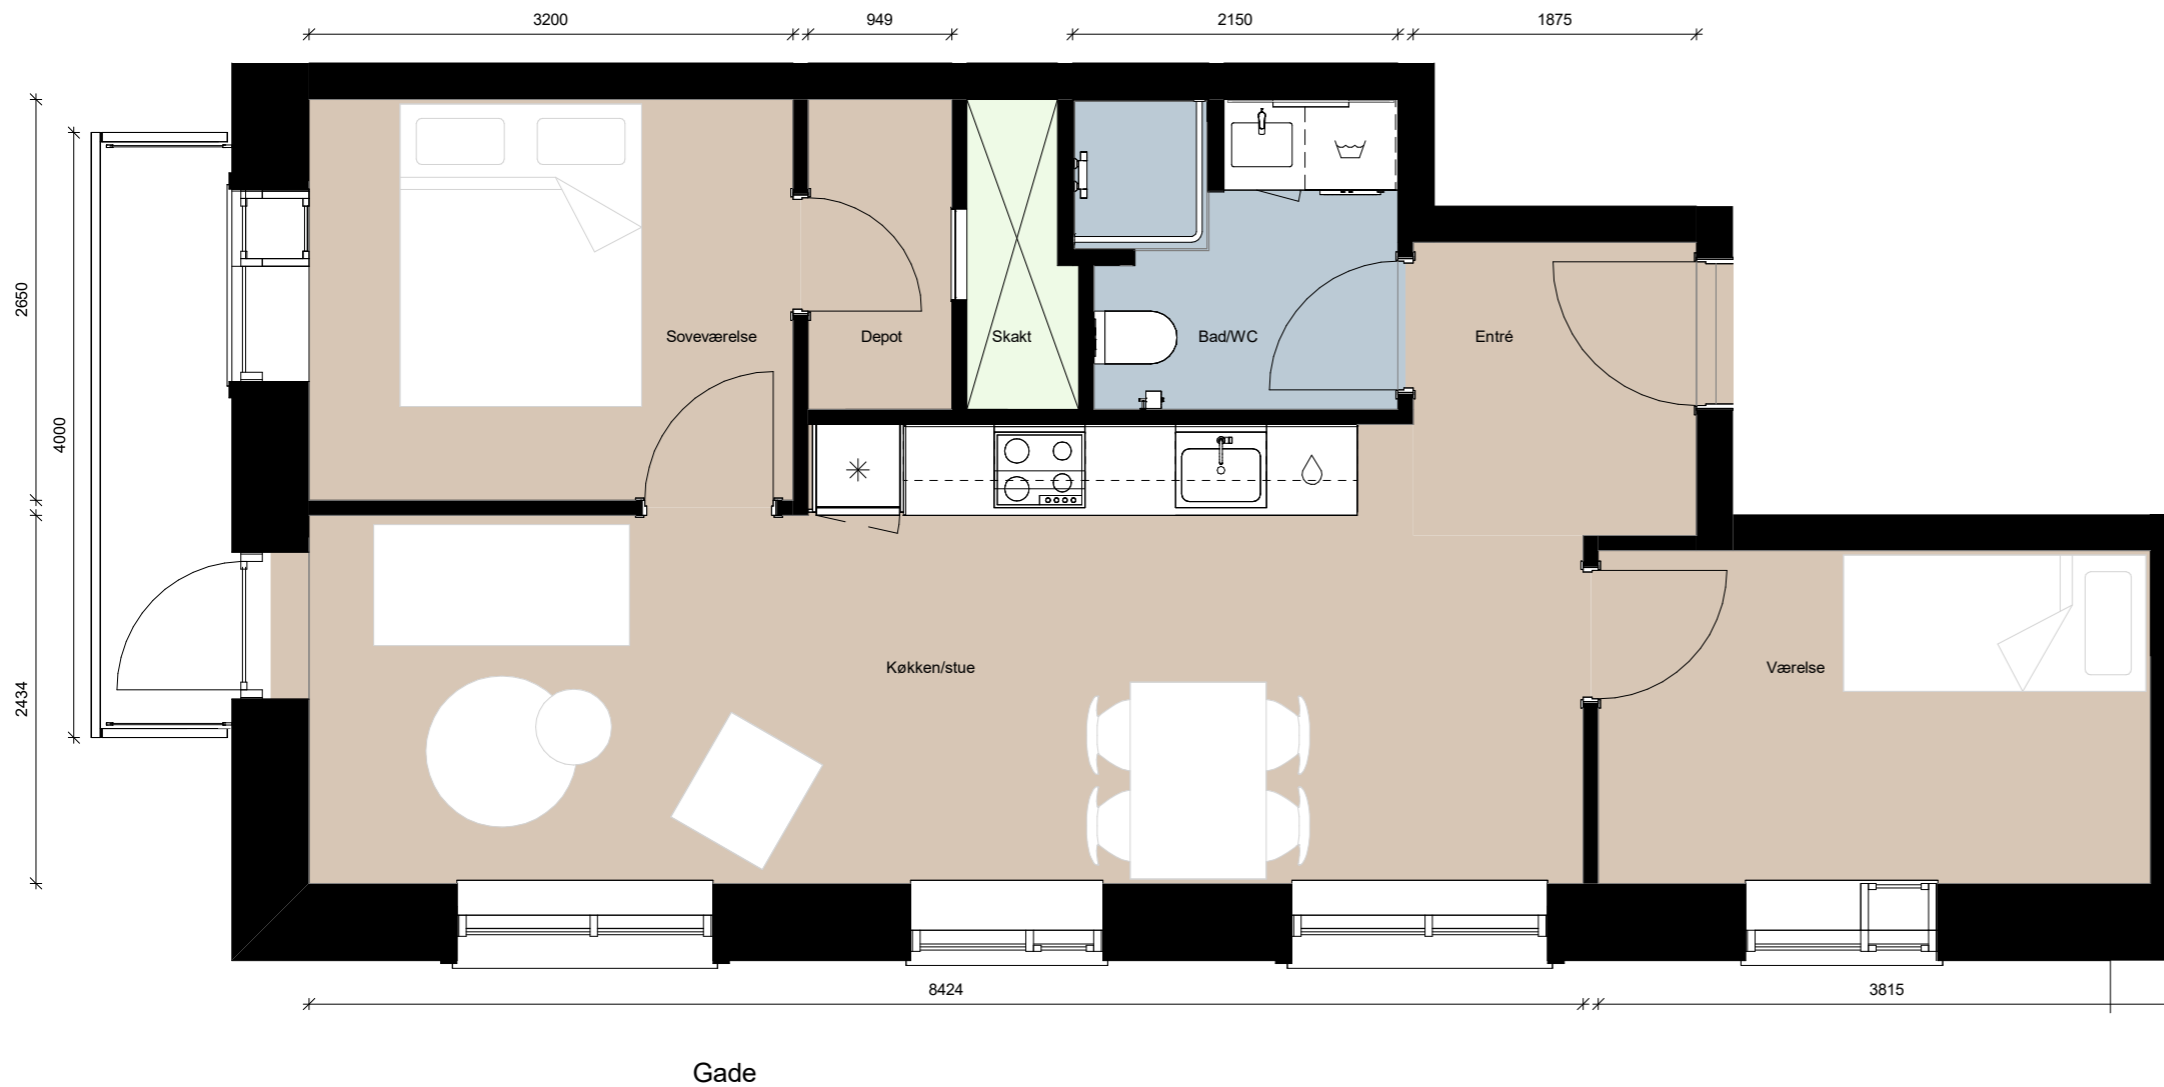 3200
949
2150
1875
2650
4000
2434
Soveværelse
Depot
Skakt
Bad/WC
Entré
Køkken/stue
Værelse
8424
3815
Gade